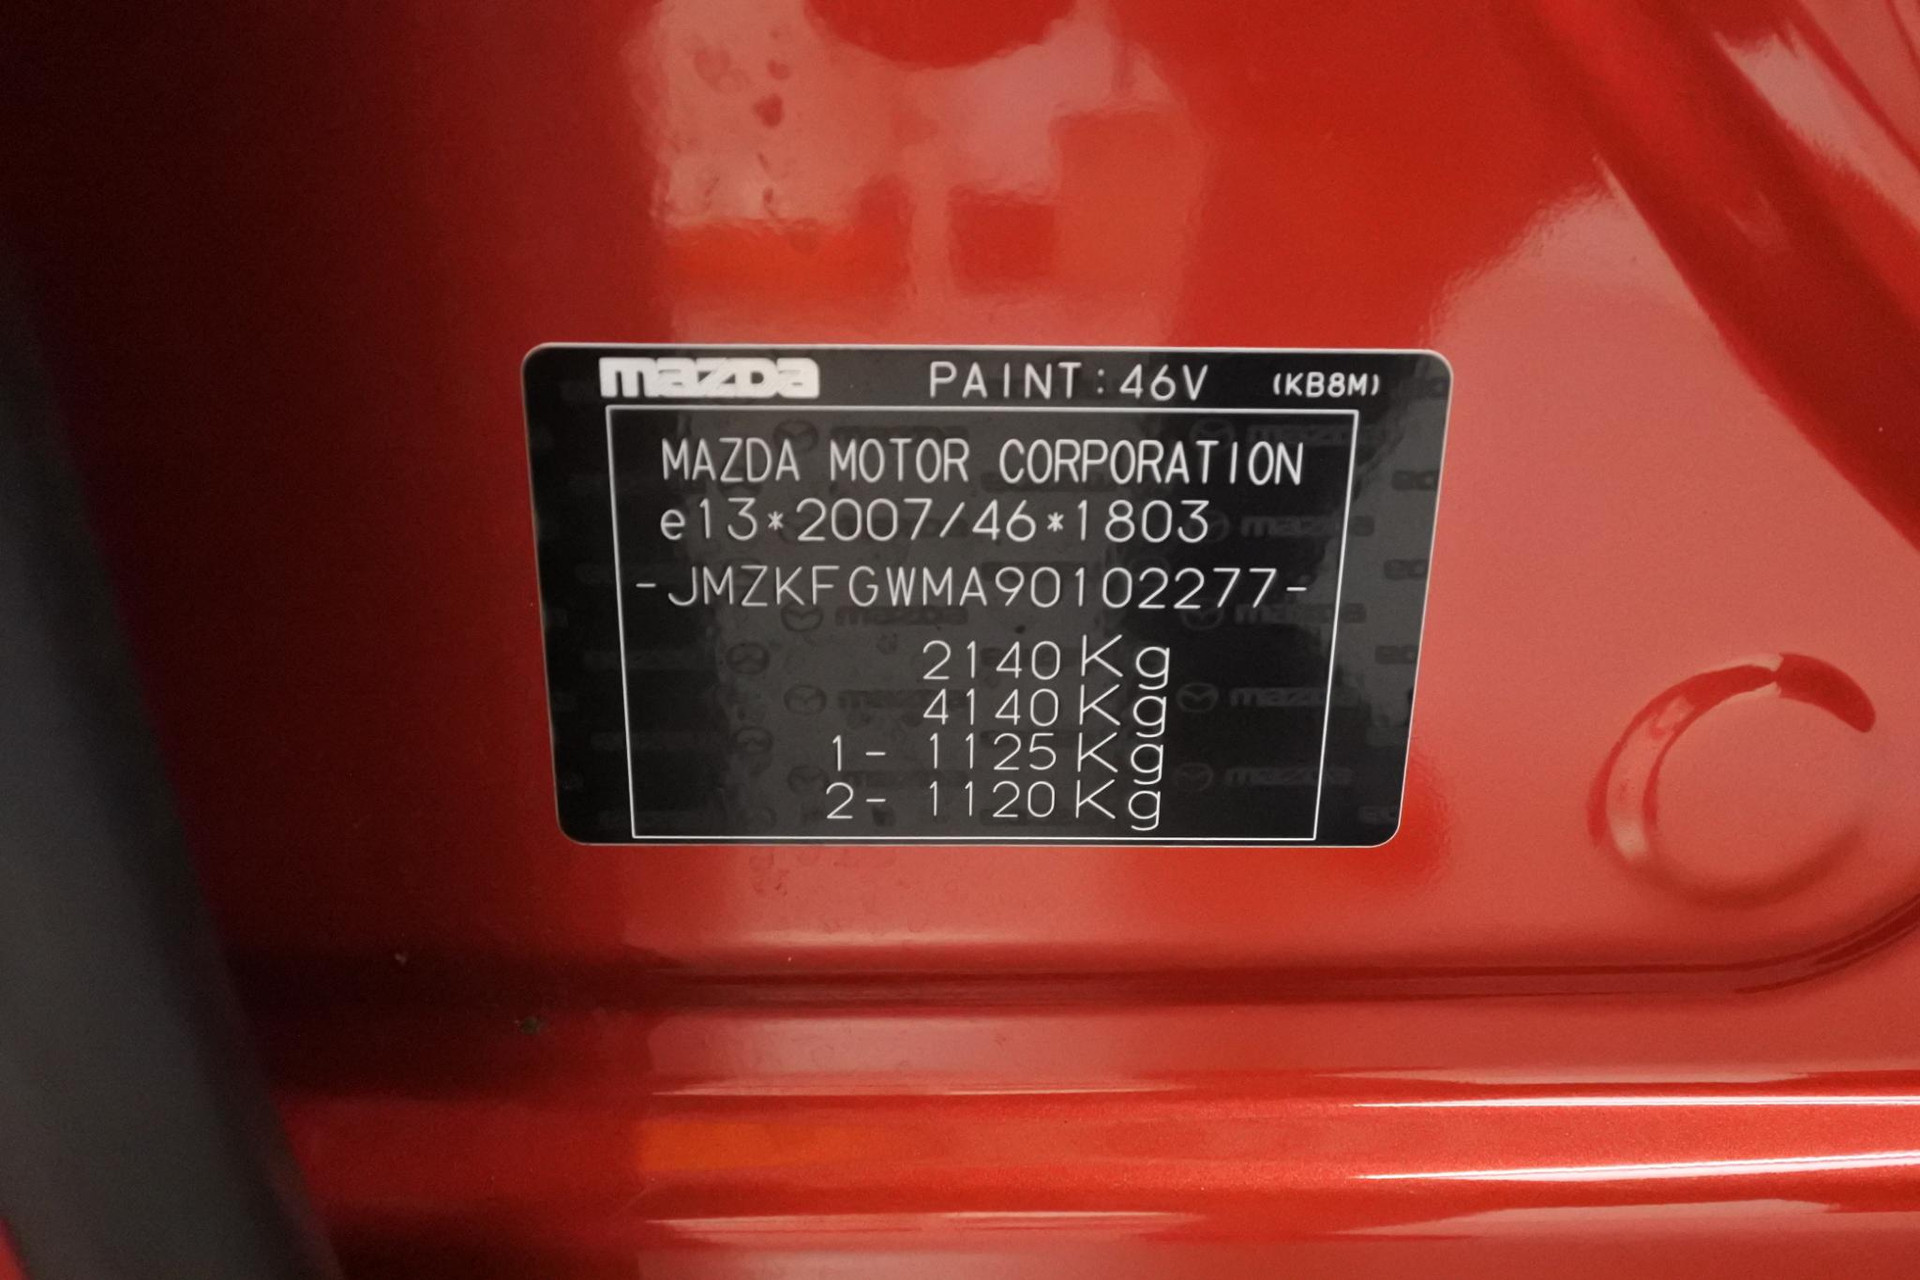 mazda PAINT:46V (KB8M)
MAZDA MOTOR CORPORATION
e13*2007/46*1803
-JMZKFGWMA90102277-
2140Kg
4140Kg
1- 1125Kg
2- 1120Kg